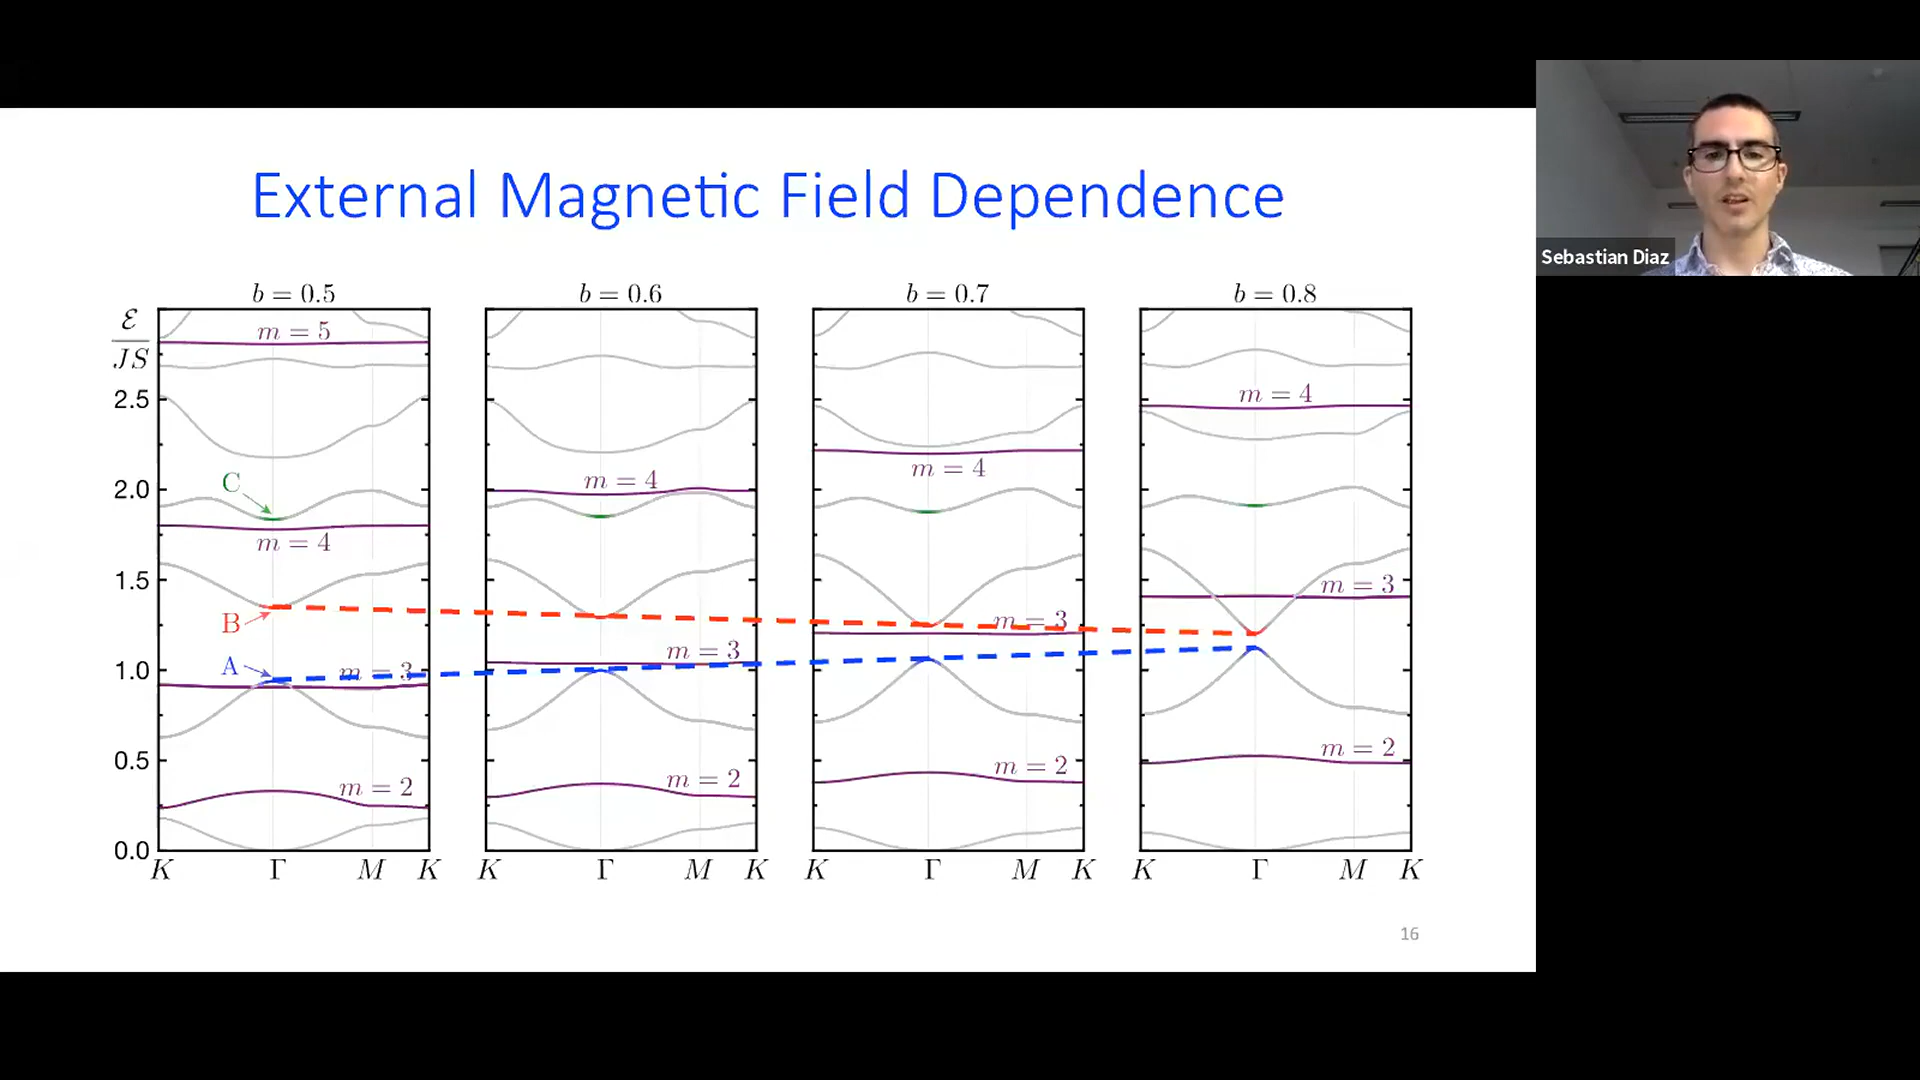 External Magnetic Field Dependence
b = 0.5
b = 0.6
b = 0.7
b = 0.8
ℰ
JS
2.5
2.0
1.5
1.0
0.5
0.0
m = 5
C
m = 4
B
A
m = 3
m = 2
K Γ M K
m = 4
m = 3
m = 2
K Γ M K
m = 4
m = 3
m = 2
K Γ M K
m = 4
m = 3
m = 2
K Γ M K
16
Sebastian Diaz